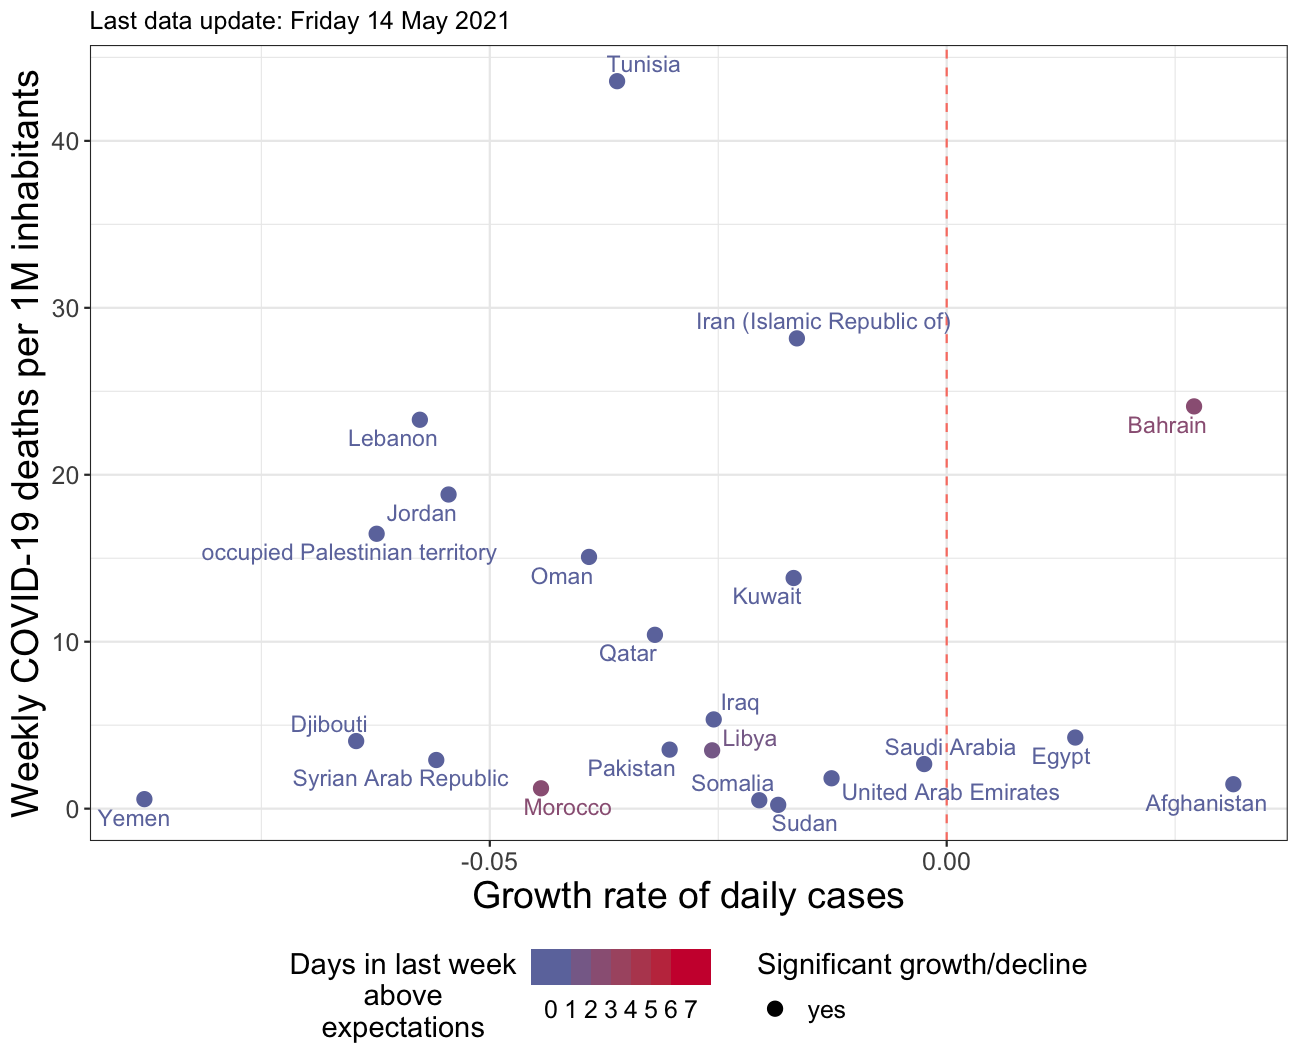 Last data update: Friday 14 May 2021
Weekly COVID-19 deaths per 1M inhabitants
40
30
20
10
0
Tunisia
Iran (Islamic Republic of)
Bahrain
Lebanon
Jordan
occupied Palestinian territory
Oman
Kuwait
Qatar
Iraq
Djibouti
Libya
Saudi Arabia
Egypt
Pakistan
Syrian Arab Republic
Somalia
United Arab Emirates
Morocco
Afghanistan
Yemen
Sudan
-0.05
0.00
Growth rate of daily cases
Days in last week
above
expectations
0 1 2 3 4 5 6 7
Significant growth/decline
yes